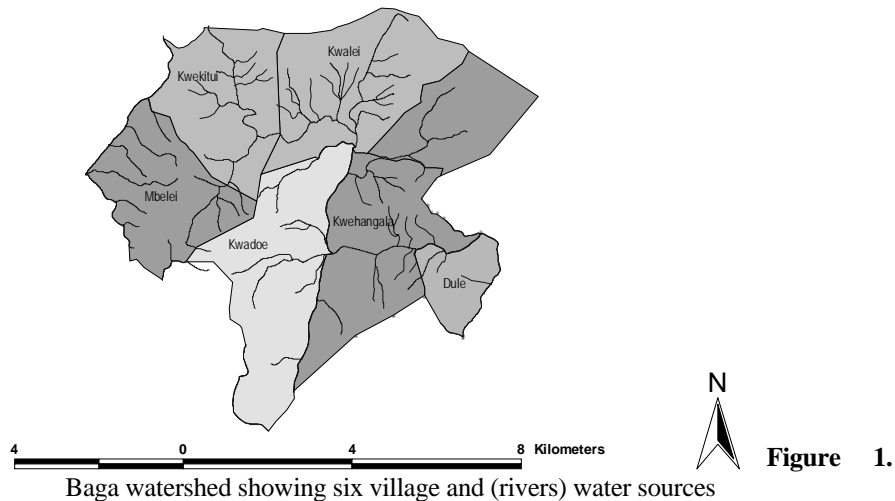 Kwalei
Kwekitui
Mbelei
Kwehangala
Kwadoe
Dule
N
4 0 4 8 Kilometers
Figure 1.
Baga watershed showing six village and (rivers) water sources